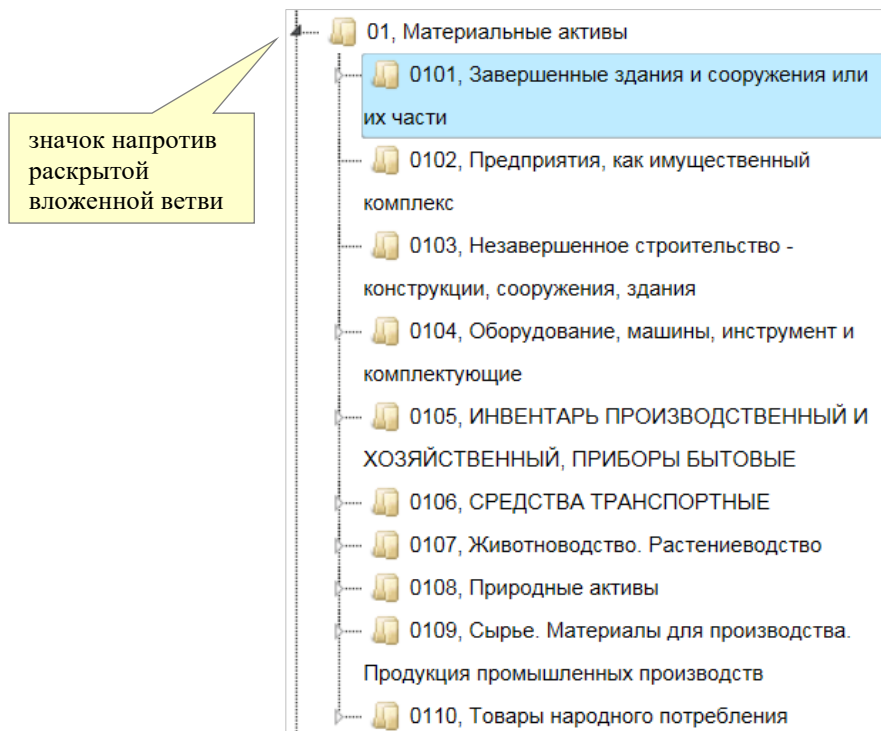 01, Материальные активы
0101, Завершенные здания и сооружения или
их части
значок напротив
раскрытой
вложенной ветви
0102, Предприятия, как имущественный
комплекс
0103, Незавершенное строительство -
конструкции, сооружения, здания
0104, Оборудование, машины, инструмент и
комплектующие
0105, ИНВЕНТАРЬ ПРОИЗВОДСТВЕННЫЙ И
ХОЗЯЙСТВЕННЫЙ, ПРИБОРЫ БЫТОВЫЕ
0106, СРЕДСТВА ТРАНСПОРТНЫЕ
0107, Животноводство. Растениеводство
0108, Природные активы
0109, Сырье. Материалы для производства.
Продукция промышленных производств
0110, Товары народного потребления